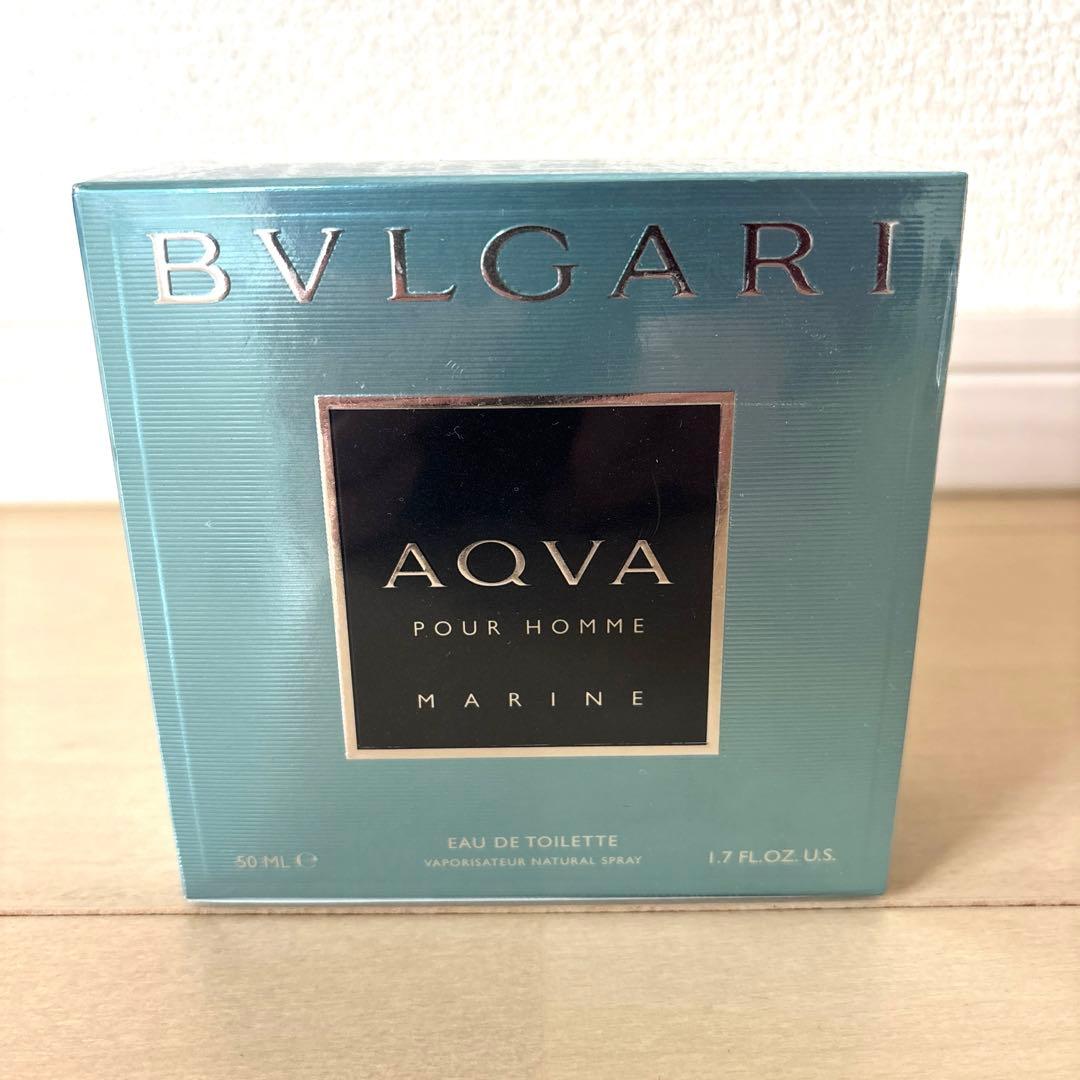 BVLGARI
AQVA
POUR HOMME
MARINE
EAU DE TOILETTE
VAPORISATEUR NATURAL SPRAY
50 ML ℮
1.7 FL.OZ. U.S.